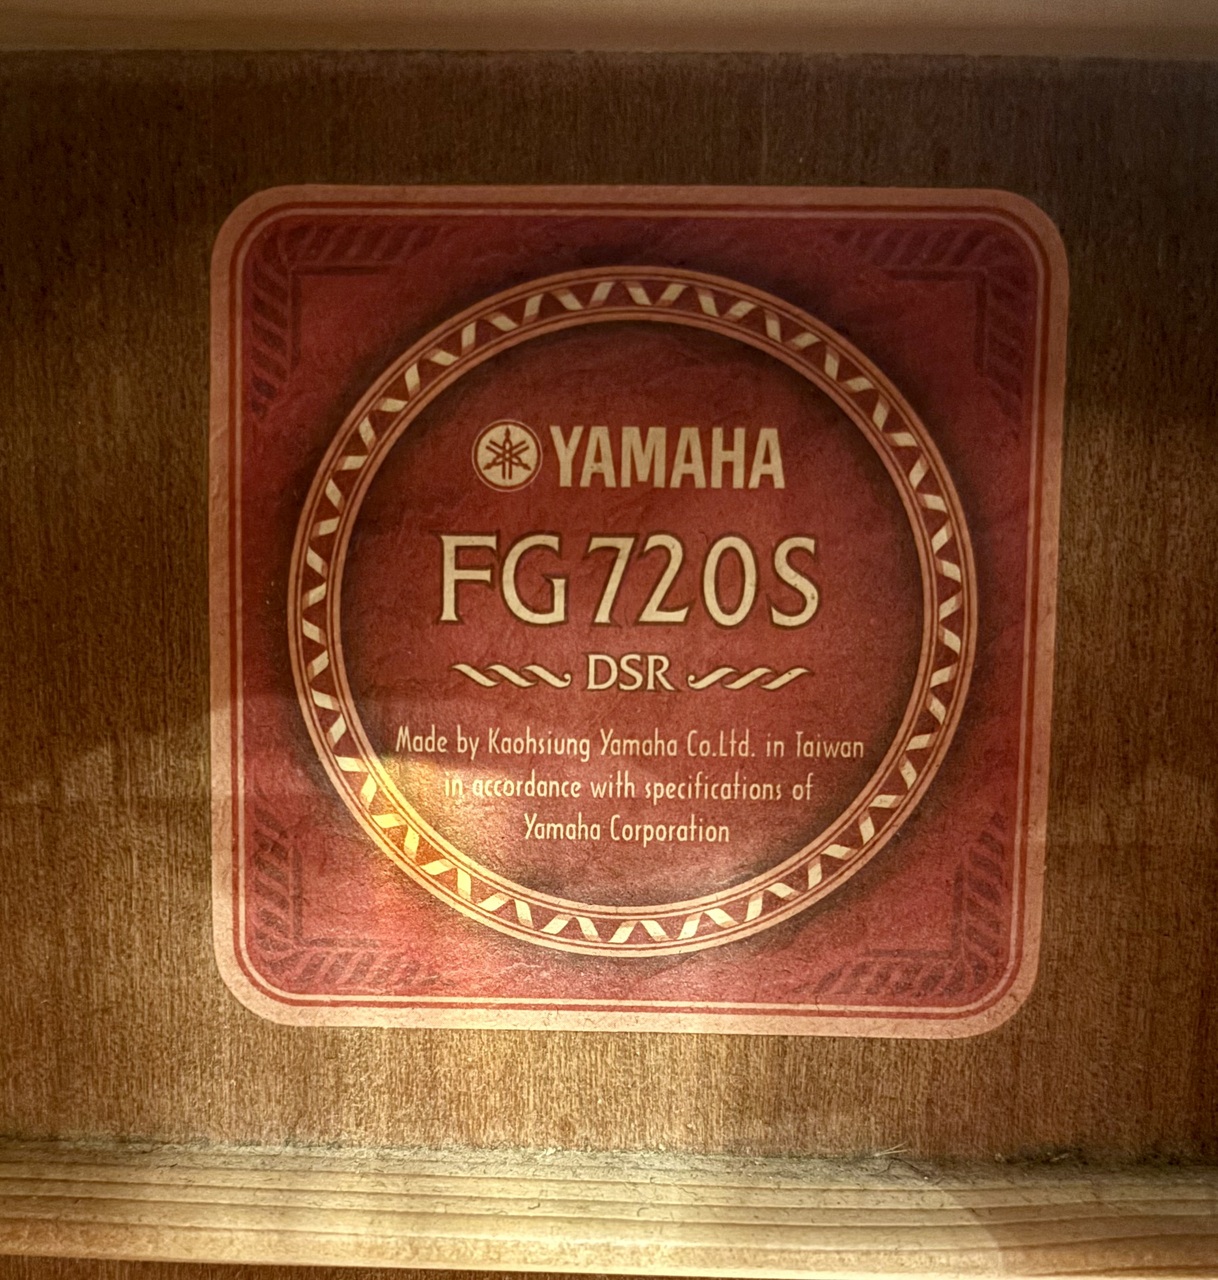 YAMAHA
FG720S
DSR
Made by Kaohsiung Yamaha Co.Ltd. in Taiwan
in accordance with specifications of
Yamaha Corporation